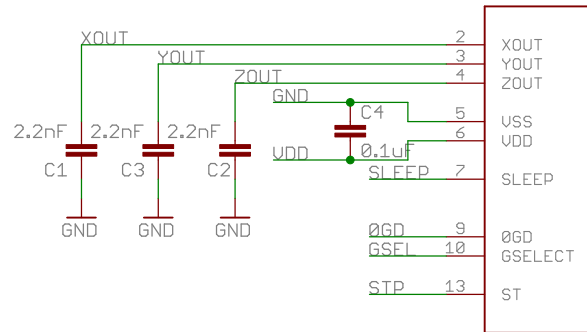 XOUT 2 XOUT
YOUT 3 YOUT
ZOUT 4 ZOUT
GND C4 5 VSS
2.2nF 2.2nF 2.2nF 6 VDD
VDD 0.1uF
C1 C3 C2 SLEEP 7 SLEEP
GND GND GND 0GD 9 0GD
GSEL 10 GSELECT
STP 13 ST